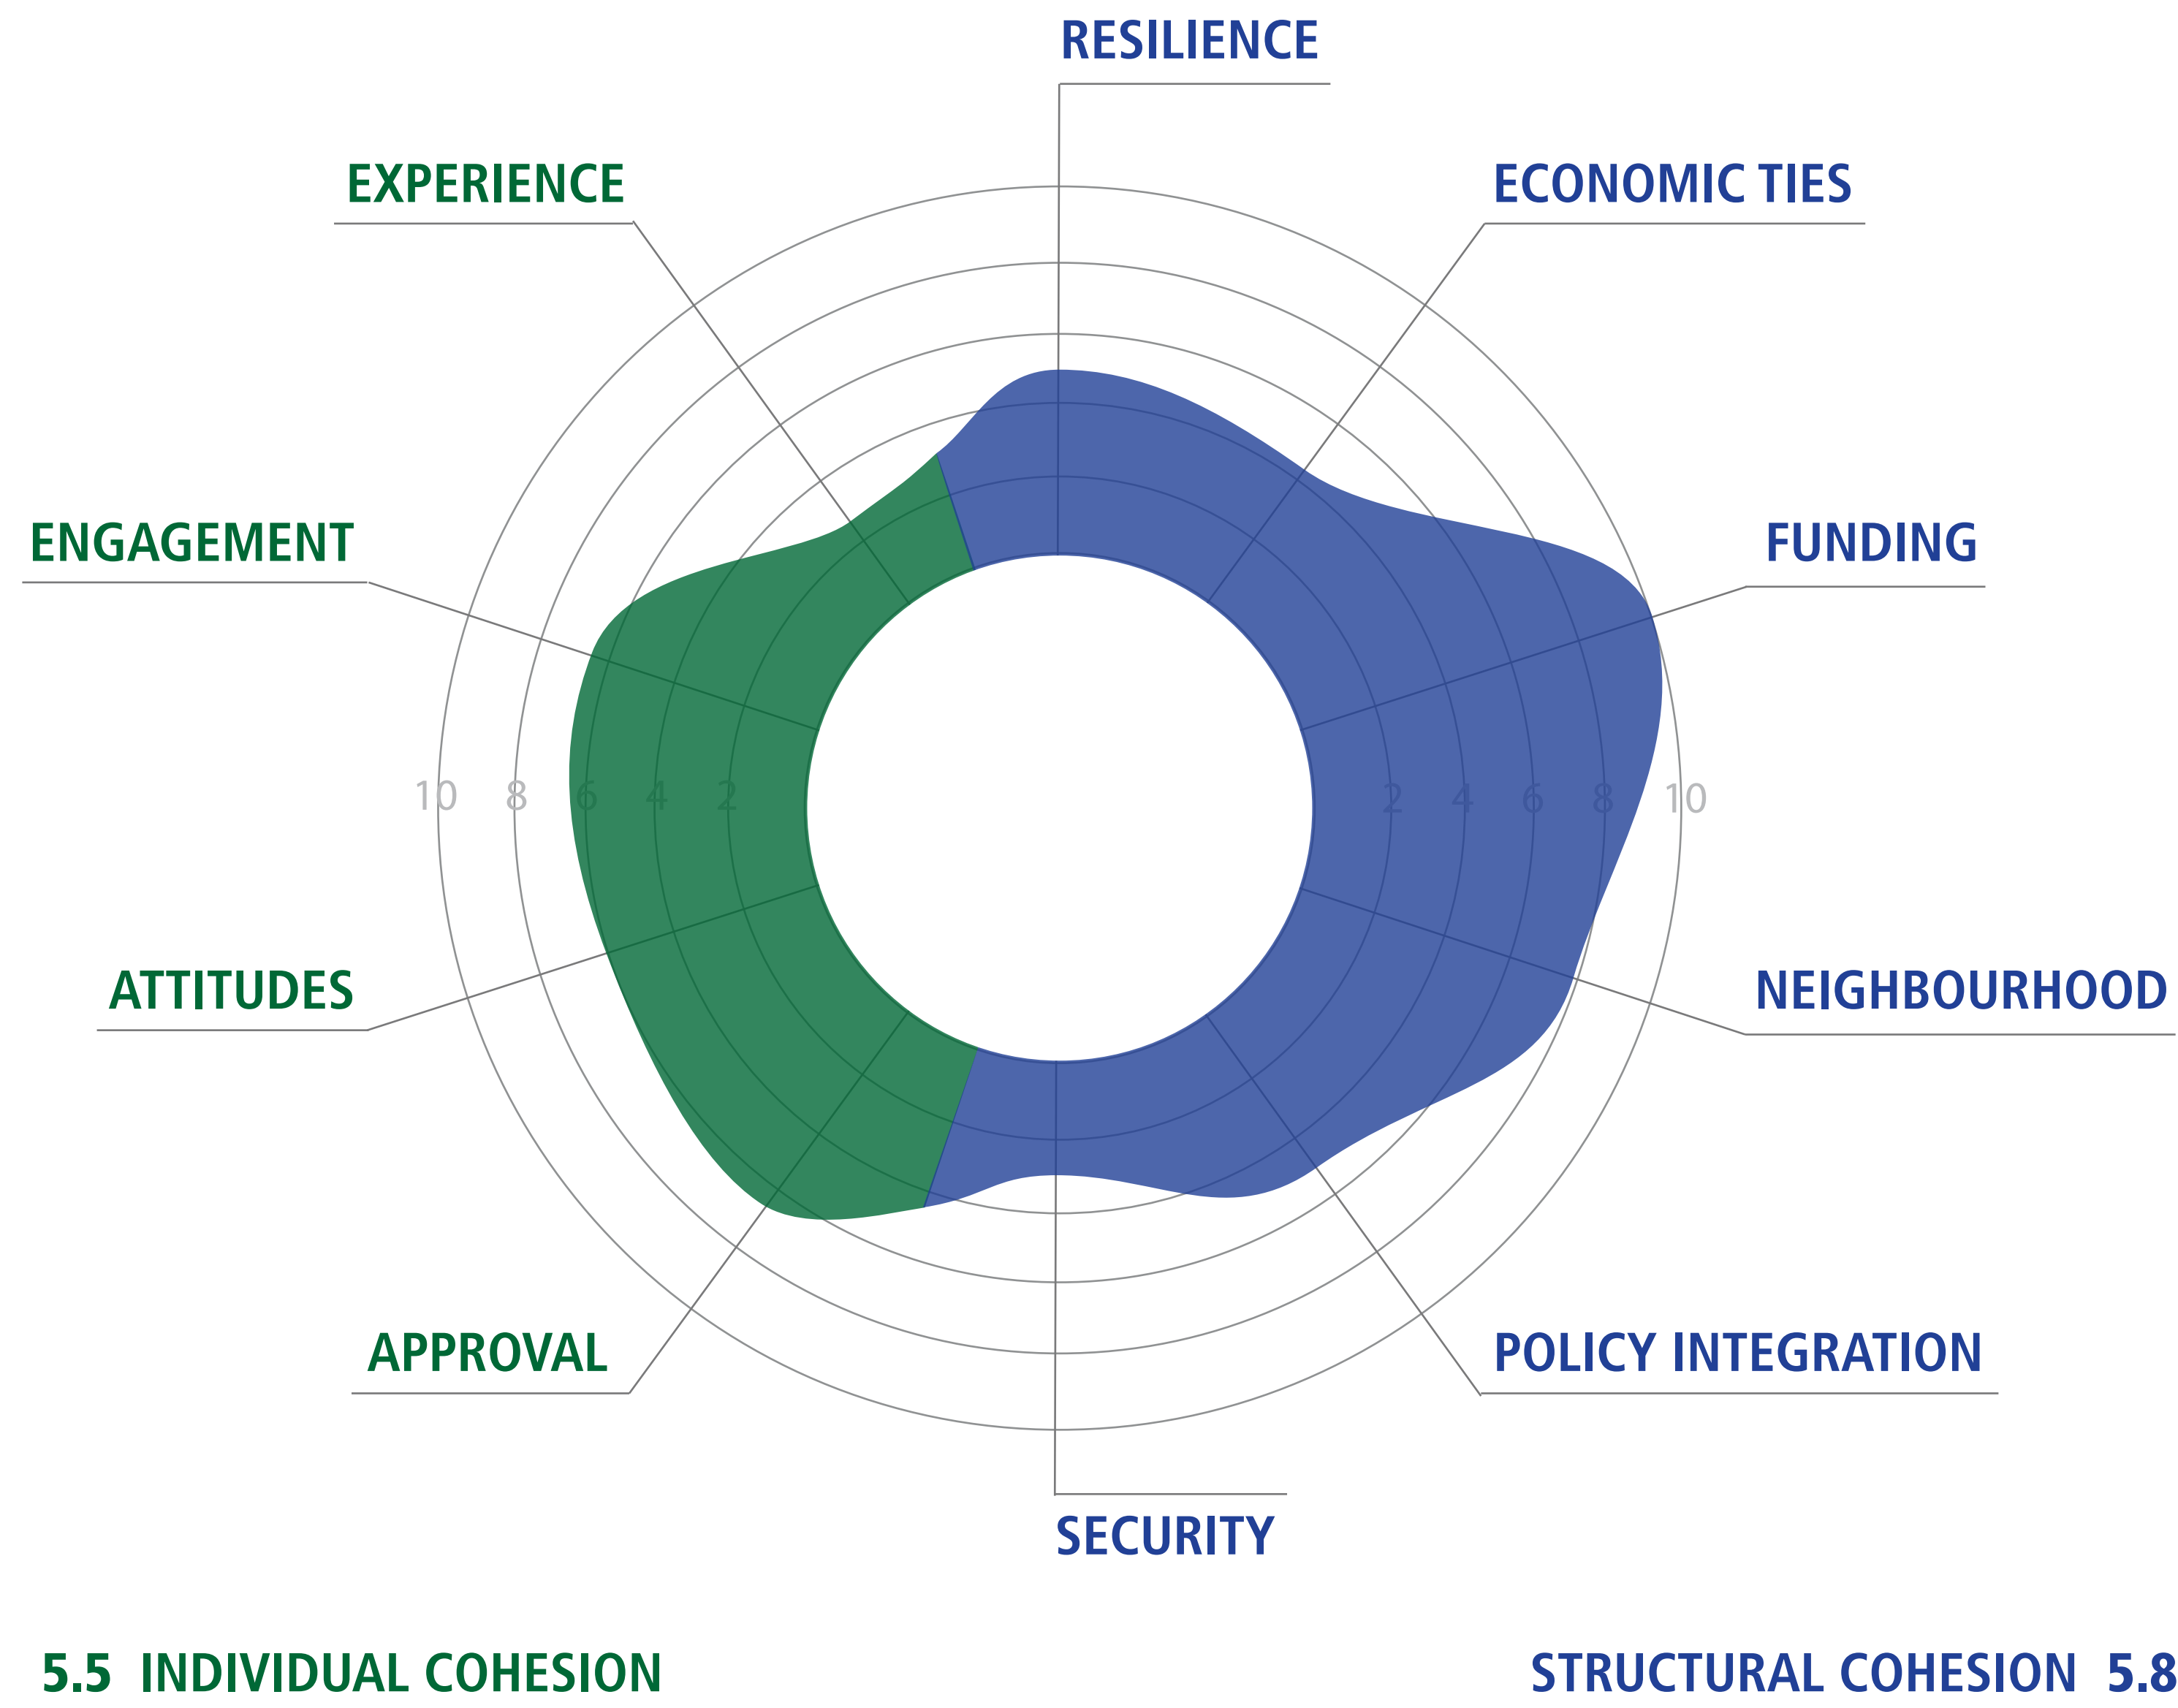 RESILIENCE
EXPERIENCE
ECONOMIC TIES
ENGAGEMENT
FUNDING
10 8 6 4 2 2 4 6 8 10
ATTITUDES
NEIGHBOURHOOD
APPROVAL
POLICY INTEGRATION
SECURITY
5.5 INDIVIDUAL COHESION
STRUCTURAL COHESION 5.8